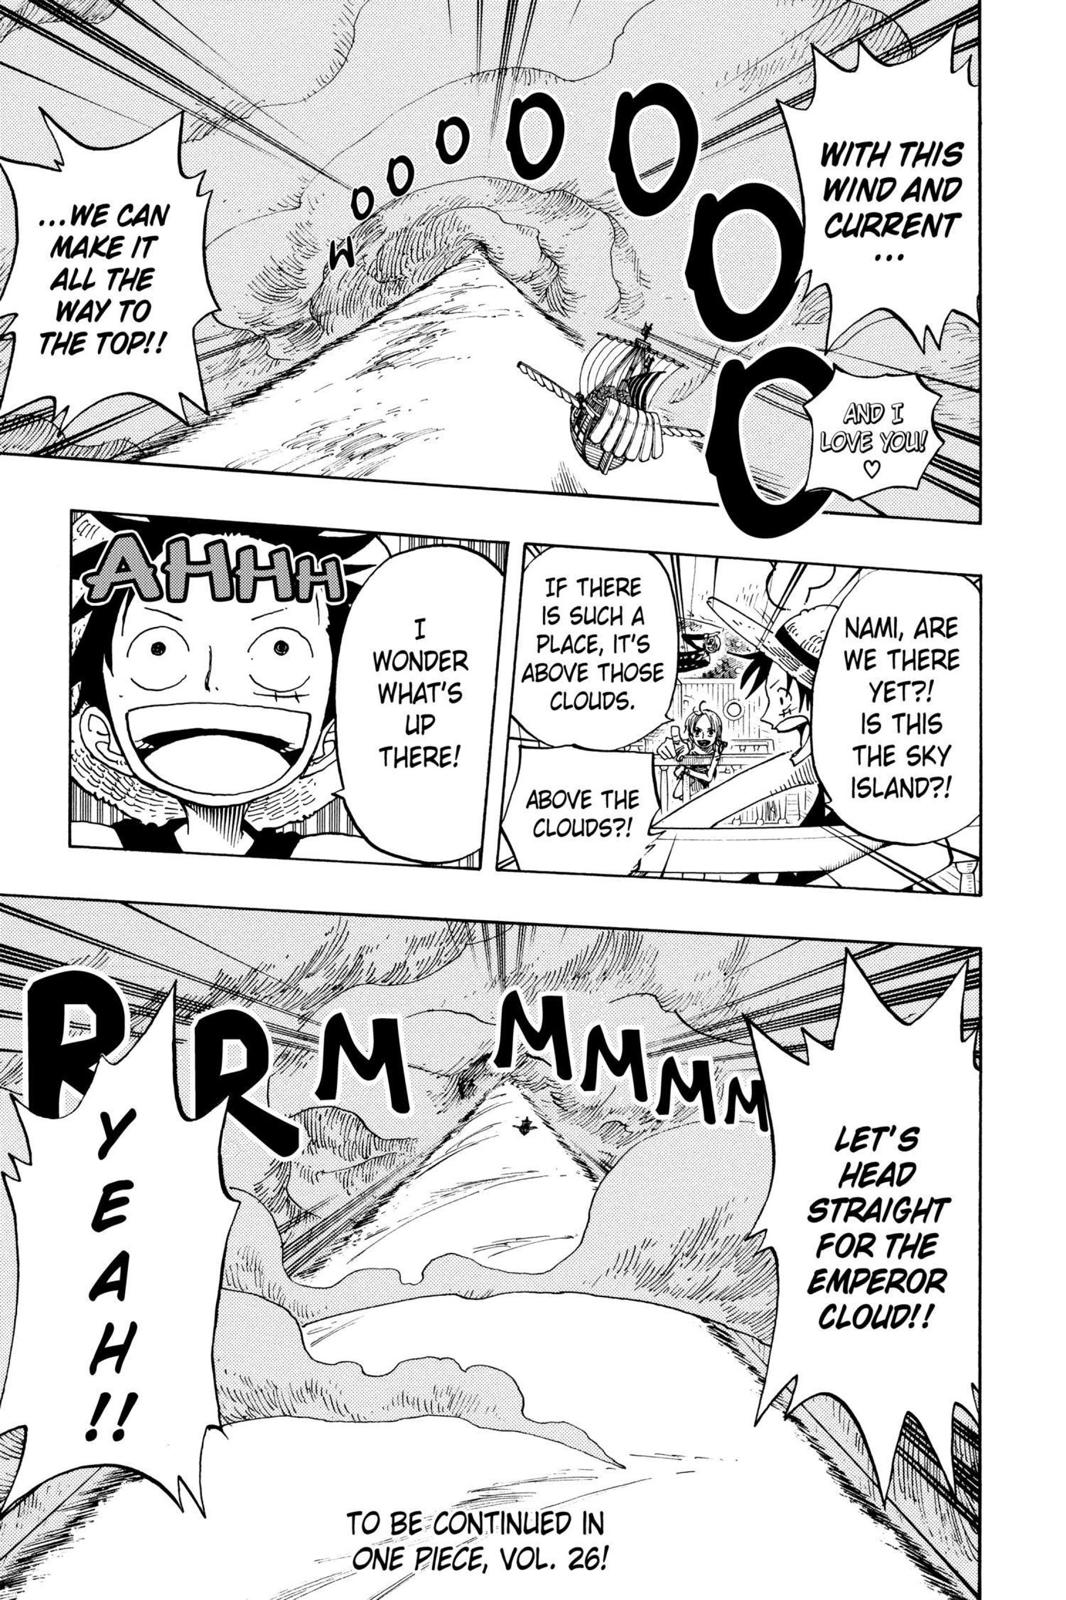 WITH THIS
WIND AND
CURRENT
...
AND I
LOVE YOU!
♡
WOOOOOOO
...WE CAN
MAKE IT
ALL THE
WAY TO
THE TOP!!
NAMI, ARE
WE THERE
YET?!
IS THIS
THE SKY
ISLAND?!
IF THERE
IS SUCH A
PLACE, IT'S
ABOVE THOSE
CLOUDS.
ABOVE THE
CLOUDS?!
I
WONDER
WHAT'S
UP
THERE!
AHHH
LET'S
HEAD
STRAIGHT
FOR THE
EMPEROR
CLOUD!!
RRMMMMM
YEAH!!
TO BE CONTINUED IN
ONE PIECE, VOL. 26!